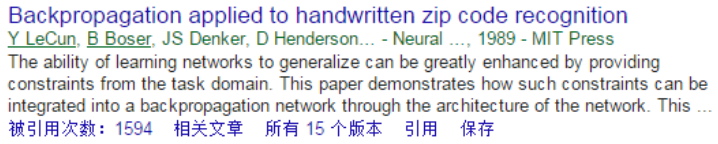 Backpropagation applied to handwritten zip code recognition
Y LeCun, B Boser, JS Denker, D Henderson... - Neural ..., 1989 - MIT Press
The ability of learning networks to generalize can be greatly enhanced by providing
constraints from the task domain. This paper demonstrates how such constraints can be
integrated into a backpropagation network through the architecture of the network. This ...
被引用次数：1594 相关文章 所有 15 个版本 引用 保存